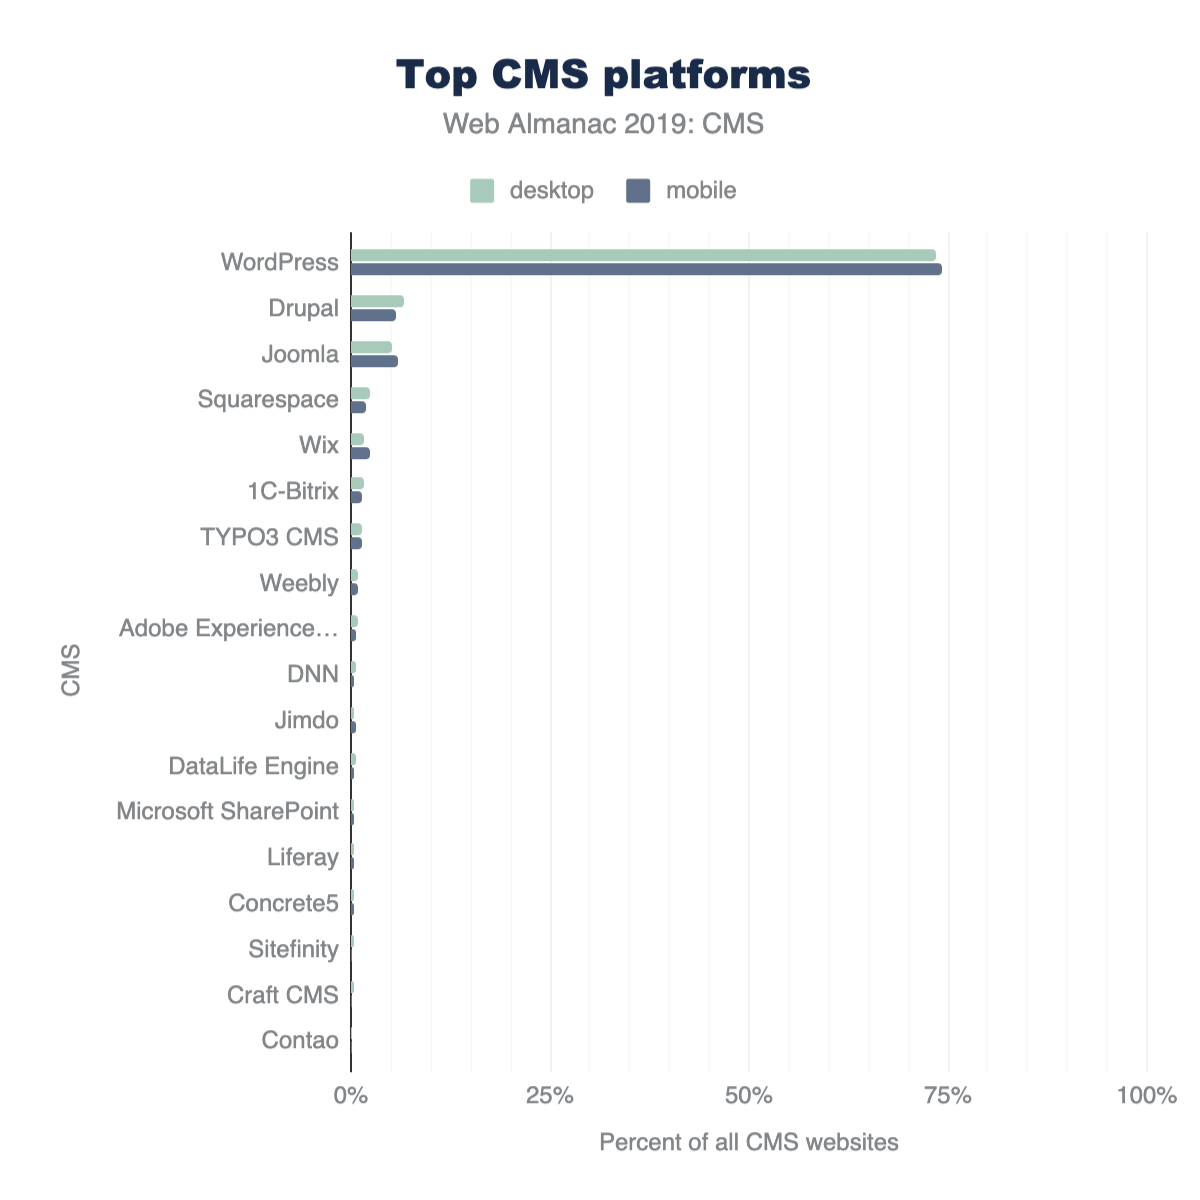 Top CMS platforms
Web Almanac 2019: CMS
desktop
mobile
WordPress
Drupal
Joomla
Squarespace
Wix
1C-Bitrix
TYPO3 CMS
Weebly
Adobe Experience…
DNN
Jimdo
DataLife Engine
Microsoft SharePoint
Liferay
Concrete5
Sitefinity
Craft CMS
Contao
CMS
0% 25% 50% 75% 100%
Percent of all CMS websites